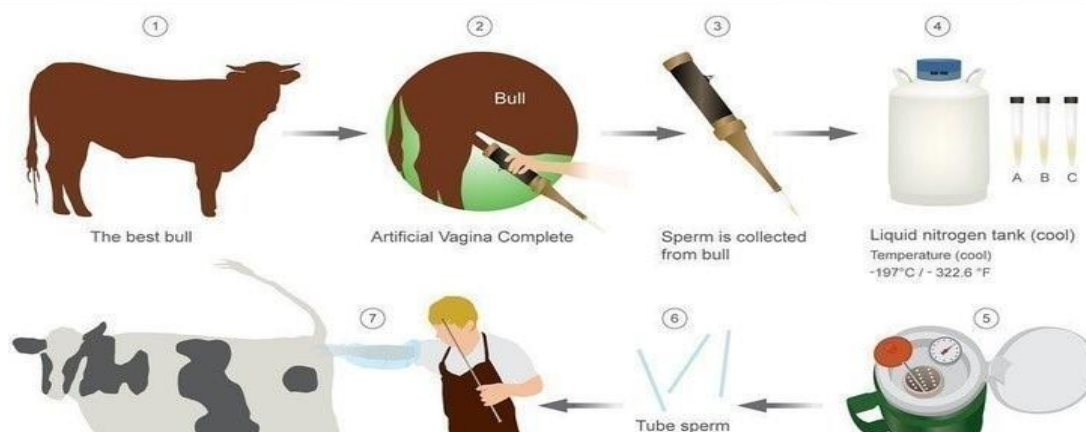 1
2
3
4
Bull
A B C
The best bull
Artificial Vagina Complete
Sperm is collected
from bull
Liquid nitrogen tank (cool)
Temperature (cool)
-197°C / - 322.6 °F
7
6
5
Tube sperm